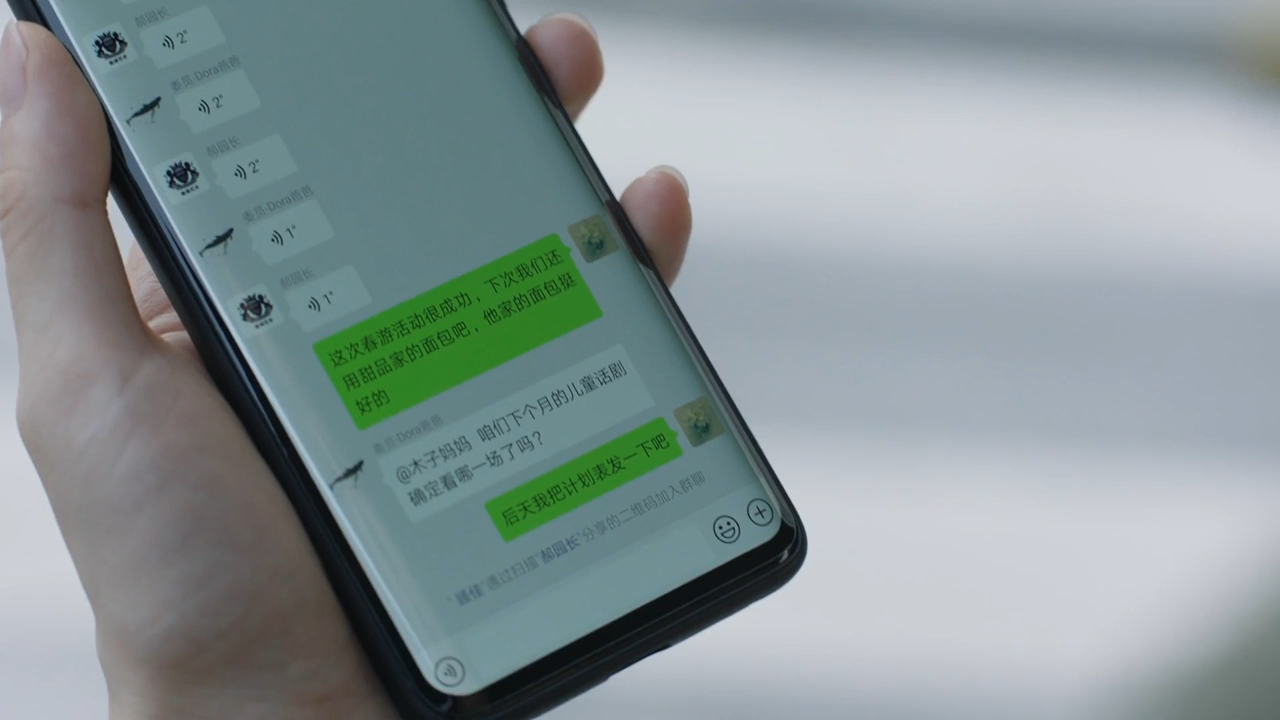 郝园长
2"
委员-Dora爸爸
2"
郝园长
2"
委员-Dora爸爸
1"
郝园长
1"
这次春游活动很成功，下次我们还
用甜品家的面包吧，他家的面包挺
好的
委员-Dora爸爸
@木子妈妈 咱们下个月的儿童话剧
确定看哪一场了吗？
后天我把计划表发一下吧
佳"通过扫描"郝园长"分享的二维码加入群聊